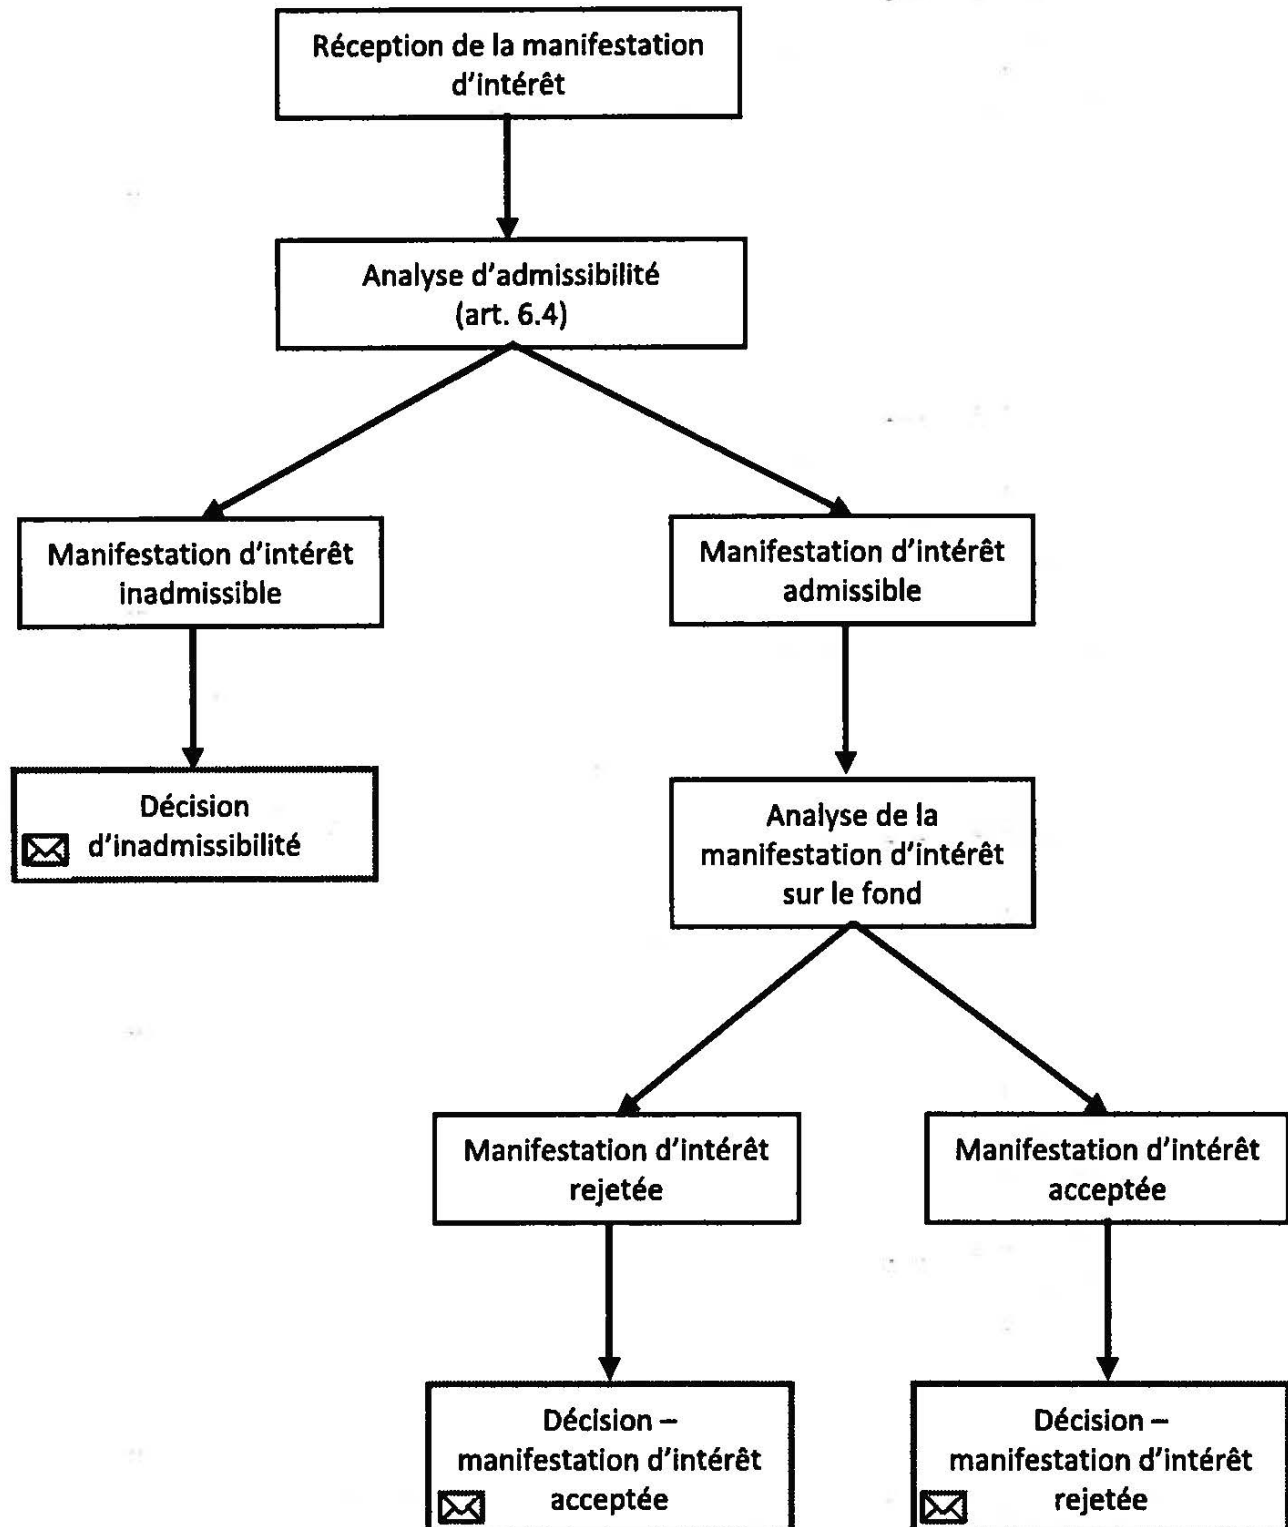 Réception de la manifestation
d'intérêt
Analyse d'admissibilité
(art. 6.4)
Manifestation d'intérêt
inadmissible
Manifestation d'intérêt
admissible
Décision
d'inadmissibilité
Analyse de la
manifestation d'intérêt
sur le fond
Manifestation d'intérêt
rejetée
Manifestation d'intérêt
acceptée
Décision –
manifestation d'intérêt
acceptée
Décision –
manifestation d'intérêt
rejetée